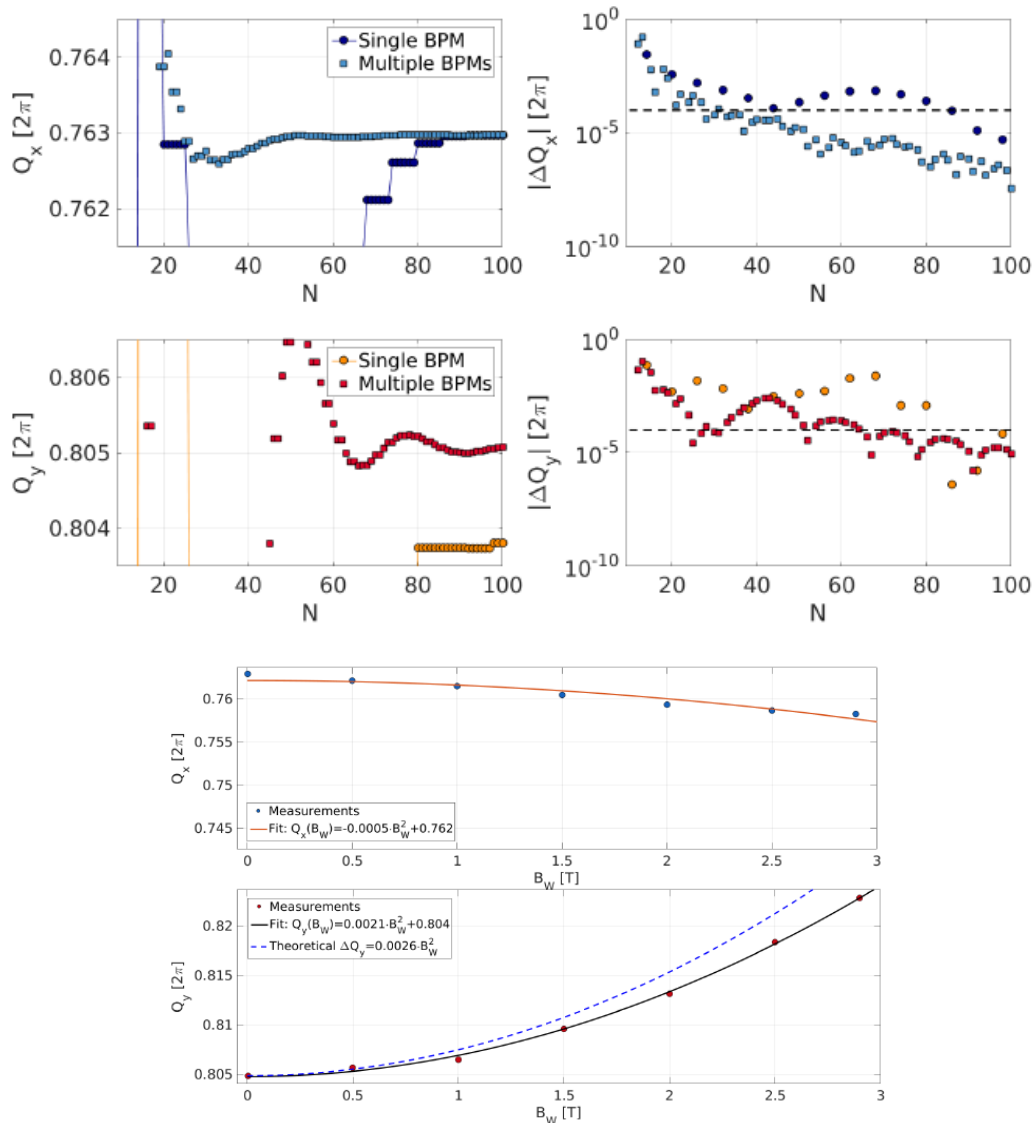 Single BPM
Multiple BPMs
0.764
0.763
0.762
Q_x [2π]
20 40 60 80 100
N
10^0
10^-5
10^-10
|ΔQ_x| [2π]
20 40 60 80 100
N
Single BPM
Multiple BPMs
0.806
0.805
0.804
Q_y [2π]
20 40 60 80 100
N
10^0
10^-5
10^-10
|ΔQ_y| [2π]
20 40 60 80 100
N
0.76
0.755
0.75
0.745
Q_x [2π]
Measurements
Fit: Q_x(B_W)=-0.0005·B_W^2+0.762
0 0.5 1 1.5 2 2.5 3
B_W [T]
Measurements
Fit: Q_y(B_W)=0.0021·B_W^2+0.804
Theoretical ΔQ_y=0.0026·B_W^2
0.82
0.815
0.81
0.805
Q_y [2π]
0 0.5 1 1.5 2 2.5 3
B_W [T]